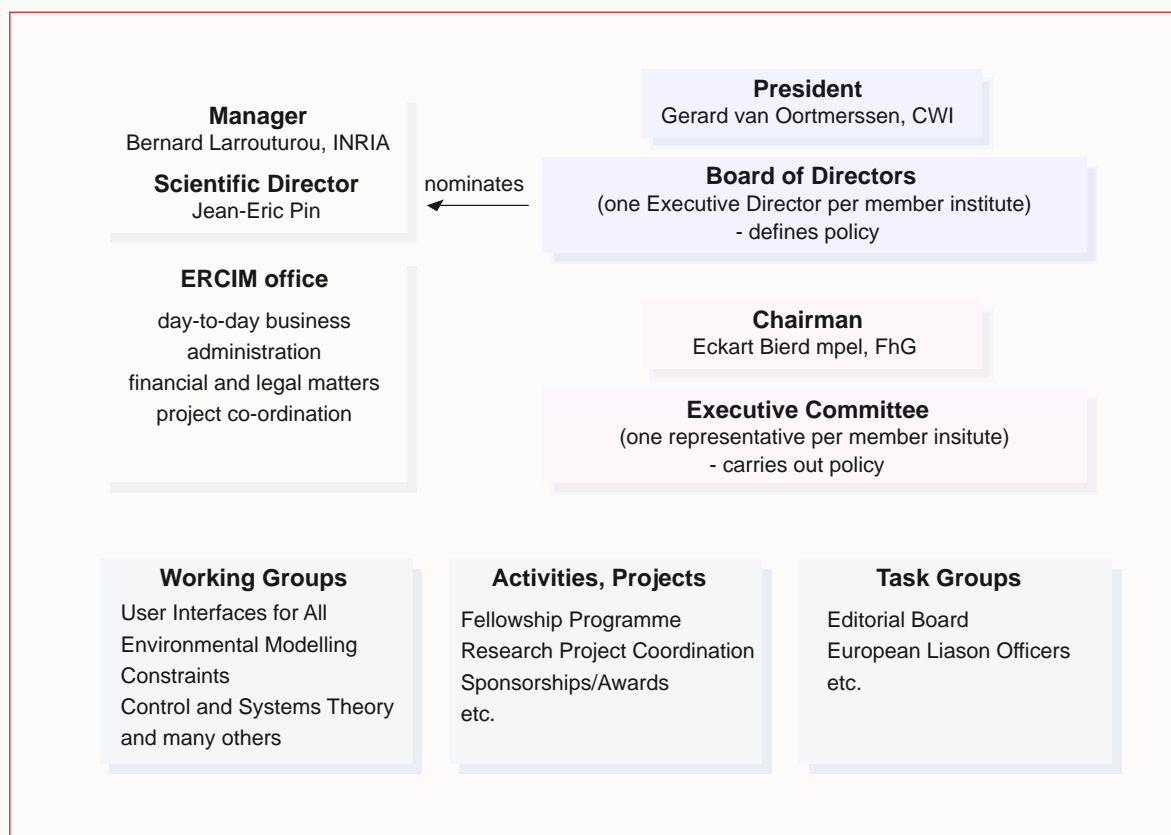 Manager
Bernard Larrouturou, INRIA
Scientific Director
Jean-Eric Pin
nominates
President
Gerard van Oortmerssen, CWI
Board of Directors
(one Executive Director per member institute)
- defines policy
ERCIM office
day-to-day business
administration
financial and legal matters
project co-ordination
Chairman
Eckart Bierd mpel, FhG
Executive Committee
(one representative per member insitute)
- carries out policy
Working Groups
User Interfaces for All
Environmental Modelling
Constraints
Control and Systems Theory
and many others
Activities, Projects
Fellowship Programme
Research Project Coordination
Sponsorships/Awards
etc.
Task Groups
Editorial Board
European Liason Officers
etc.